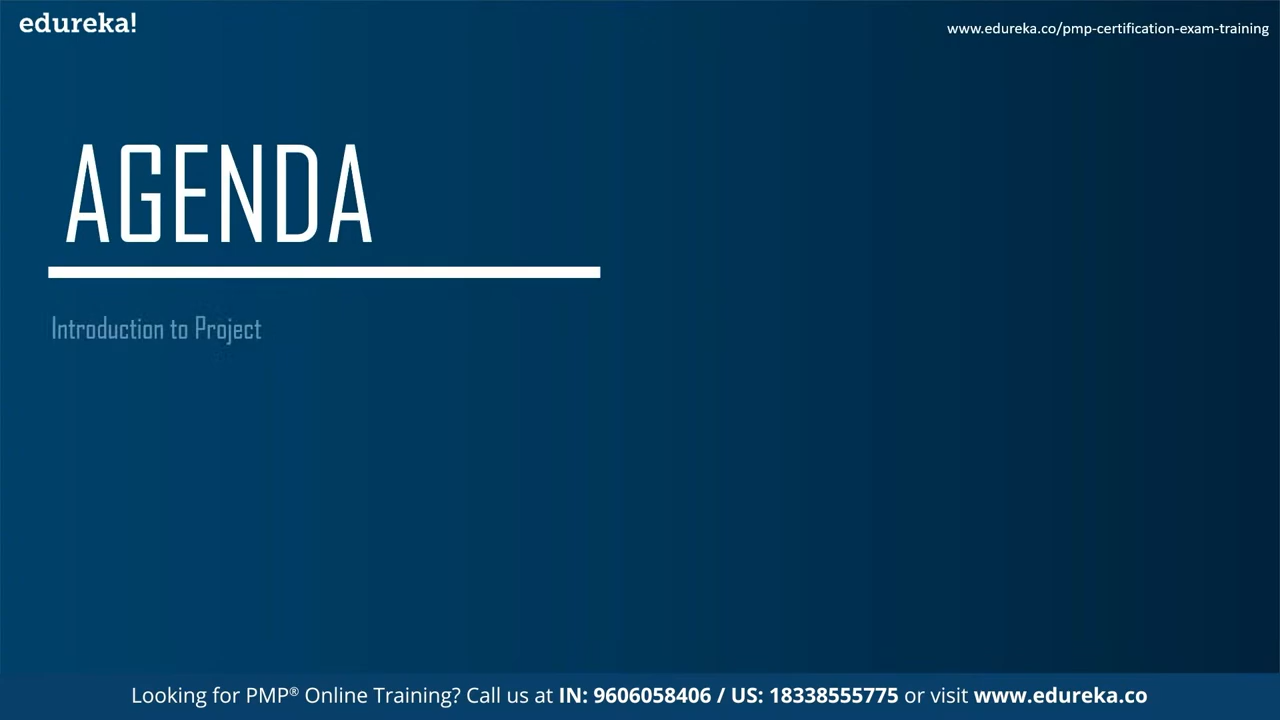 edureka!
www.edureka.co/pmp-certification-exam-training
AGENDA
Introduction to Project
Looking for PMP® Online Training? Call us at IN: 9606058406 / US: 18338555775 or visit www.edureka.co